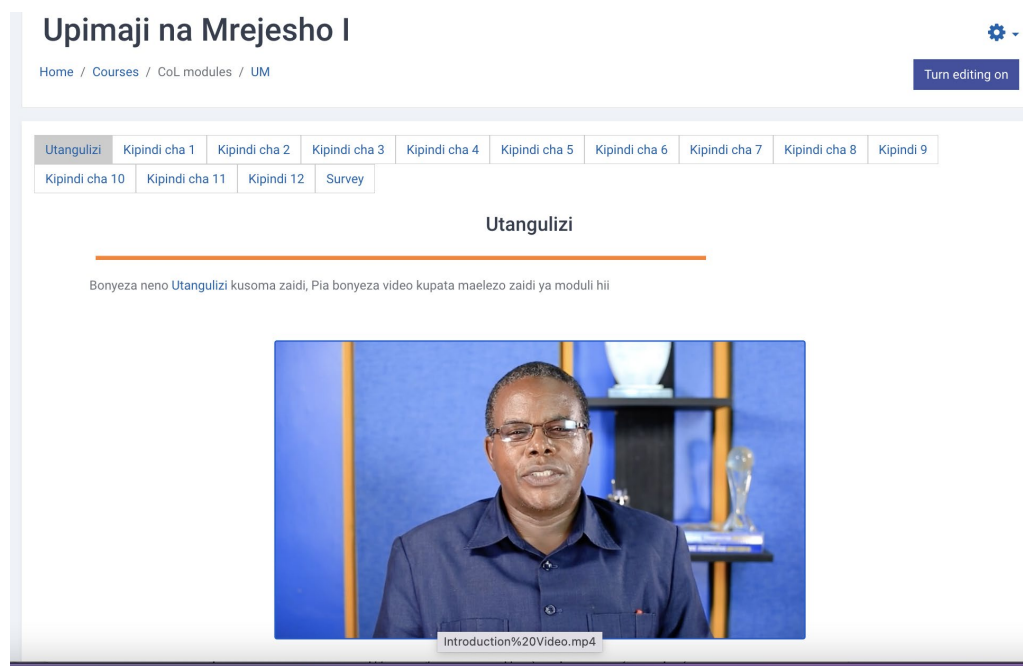 Upimaji na Mrejesho I
Home / Courses / CoL modules / UM
Turn editing on
Utangulizi Kipindi cha 1 Kipindi cha 2 Kipindi cha 3 Kipindi cha 4 Kipindi cha 5 Kipindi cha 6 Kipindi cha 7 Kipindi cha 8 Kipindi 9
Kipindi cha 10 Kipindi cha 11 Kipindi 12 Survey
Utangulizi
Bonyeza neno Utangulizi kusoma zaidi, Pia bonyeza video kupata maelezo zaidi ya moduli hii
Introduction%20Video.mp4